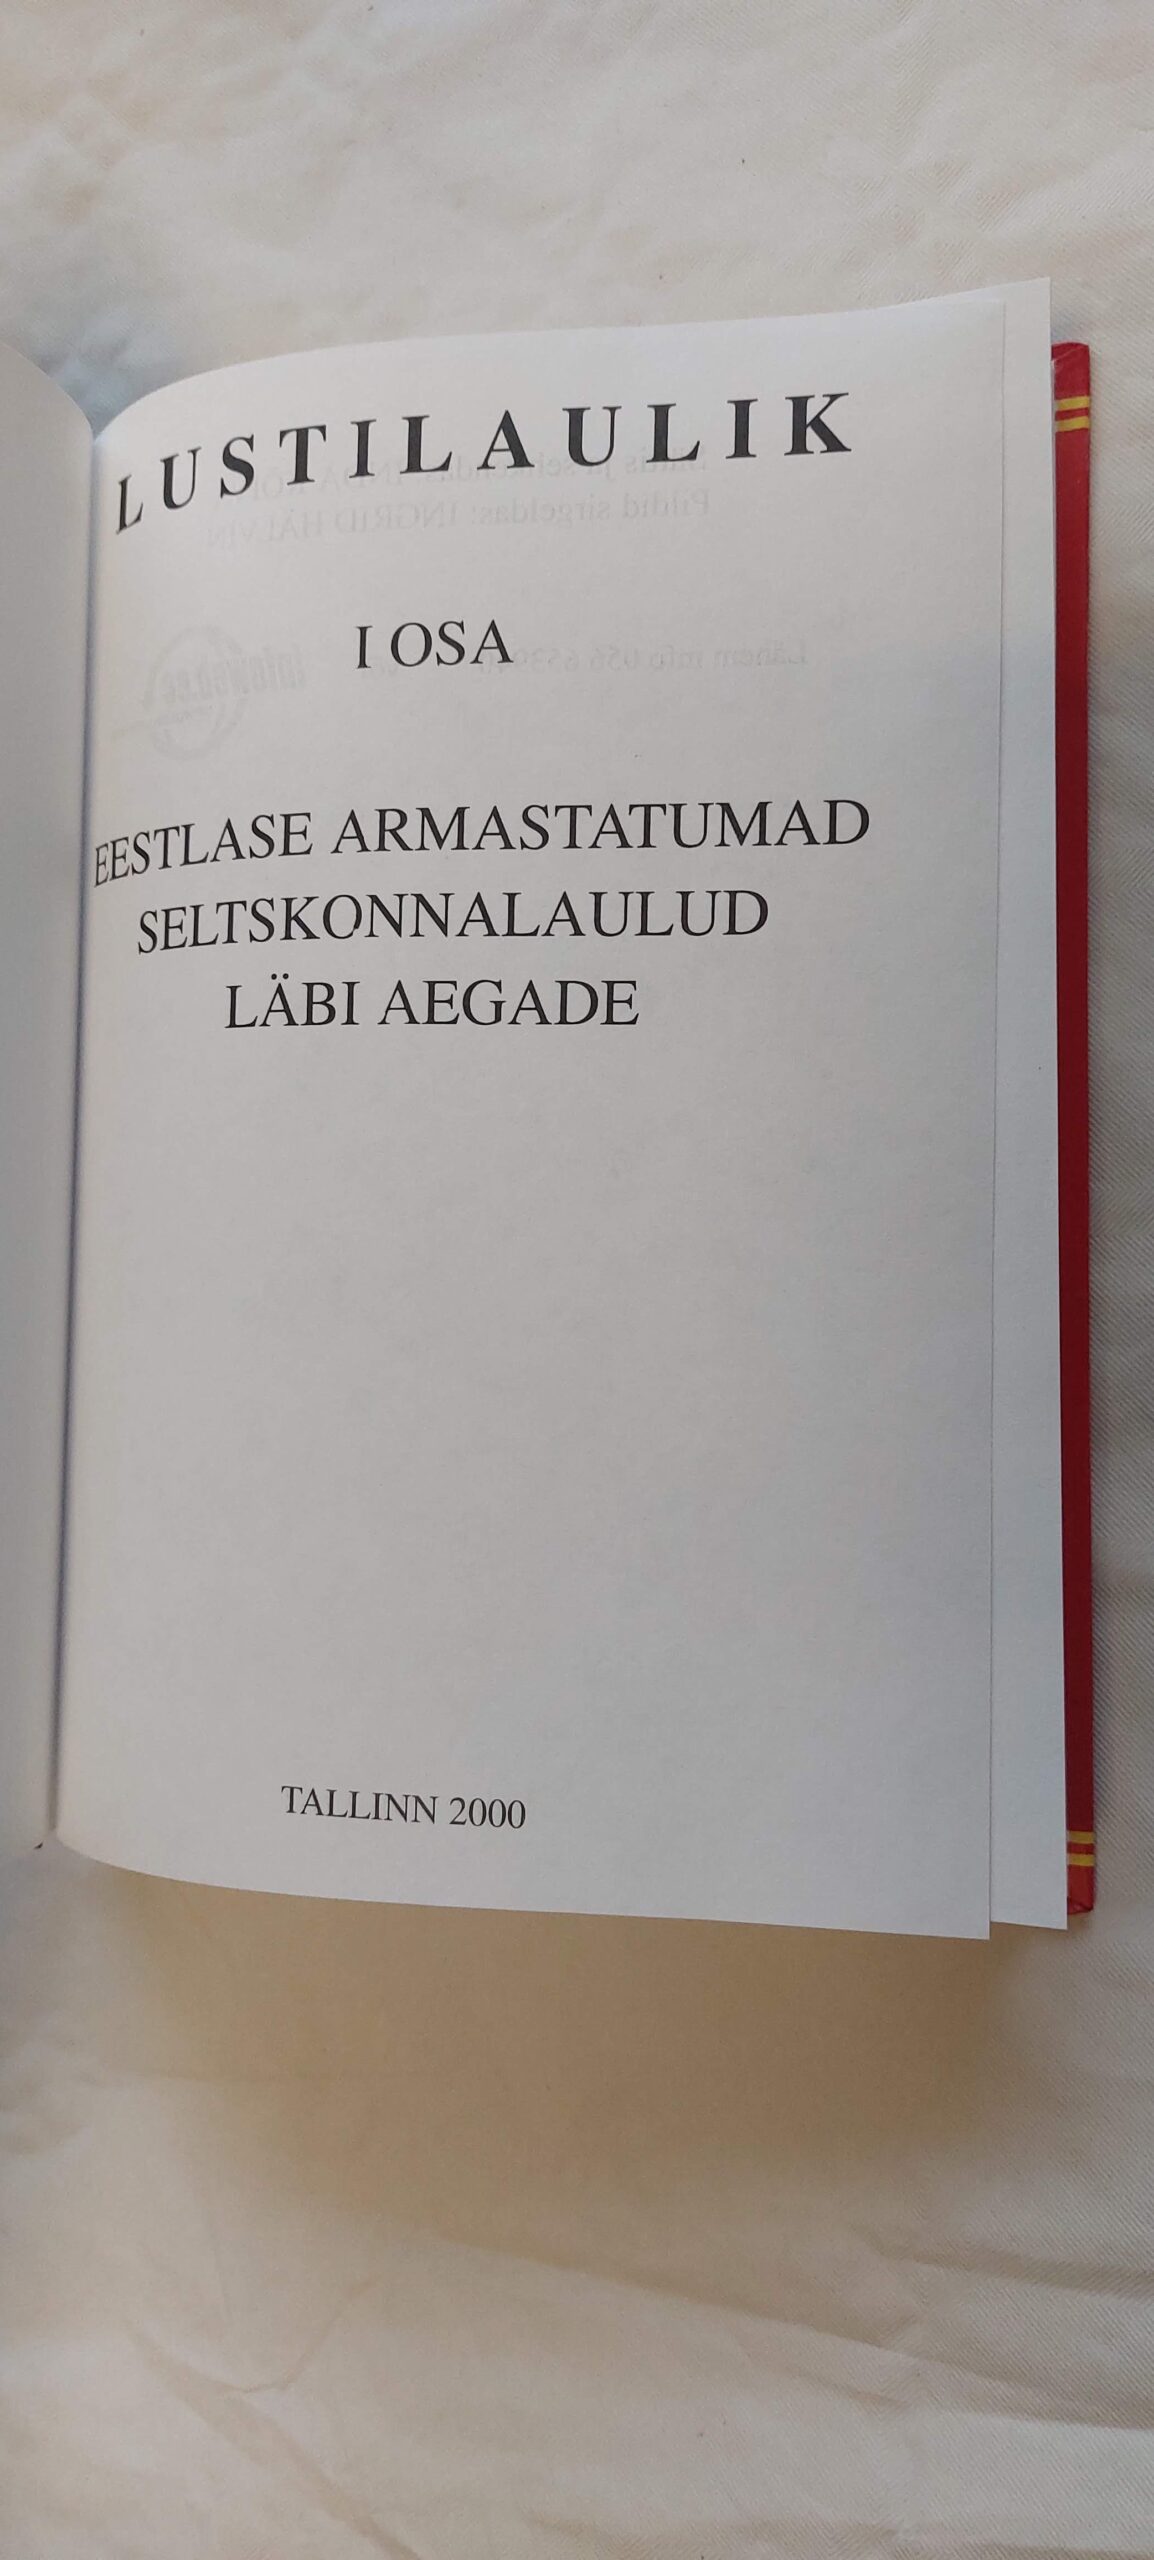 LUSTILAULIK
I OSA
EESTLASE ARMASTATUMAD
SELTSKONNALAULUD
LÄBI AEGADE
TALLINN 2000